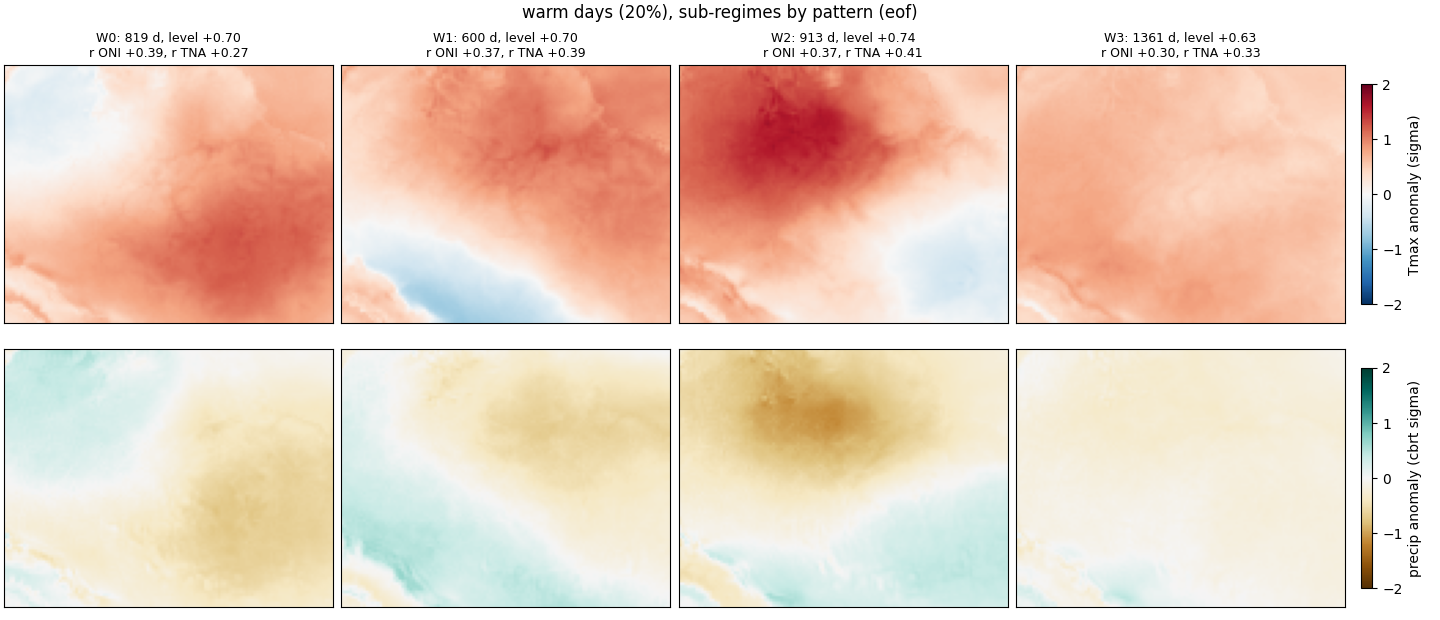 warm days (20%), sub-regimes by pattern (eof)
W0: 819 d, level +0.70
r ONI +0.39, r TNA +0.27
W1: 600 d, level +0.70
r ONI +0.37, r TNA +0.39
W2: 913 d, level +0.74
r ONI +0.37, r TNA +0.41
W3: 1361 d, level +0.63
r ONI +0.30, r TNA +0.33
2
1
0
−1
−2
Tmax anomaly (sigma)
2
1
0
−1
−2
precip anomaly (cbrt sigma)